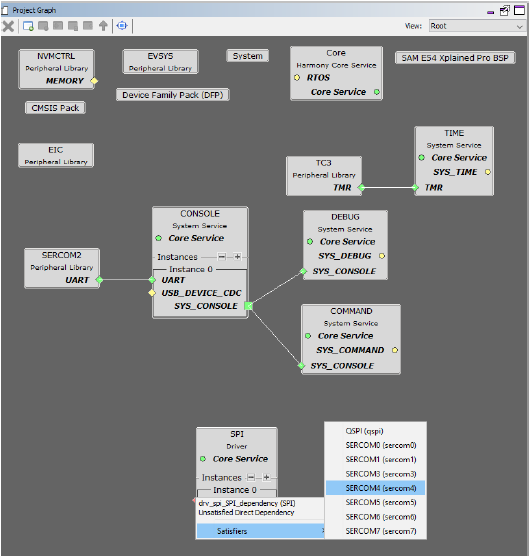 Project Graph
View: Root
NVMCTRL
Peripheral Library
MEMORY
EVSYS
Peripheral Library
System
Core
Harmony Core Service
RTOS
Core Service
SAM E54 Xplained Pro BSP
Device Family Pack (DFP)
CMSIS Pack
EIC
Peripheral Library
TC3
Peripheral Library
TMR
TIME
System Service
Core Service
SYS_TIME
TMR
CONSOLE
System Service
Core Service
Instances
Instance 0
UART
USB_DEVICE_CDC
SYS_CONSOLE
SERCOM2
Peripheral Library
UART
DEBUG
System Service
Core Service
SYS_DEBUG
SYS_CONSOLE
COMMAND
System Service
Core Service
SYS_COMMAND
SYS_CONSOLE
SPI
Driver
Core Service
Instances
Instance 0
drv_spi_SPI_dependency (SPI)
Unsatisfied Direct Dependency
Satisfiers
QSPI (qspi)
SERCOM0 (sercom0)
SERCOM1 (sercom1)
SERCOM3 (sercom3)
SERCOM4 (sercom4)
SERCOM5 (sercom5)
SERCOM6 (sercom6)
SERCOM7 (sercom7)